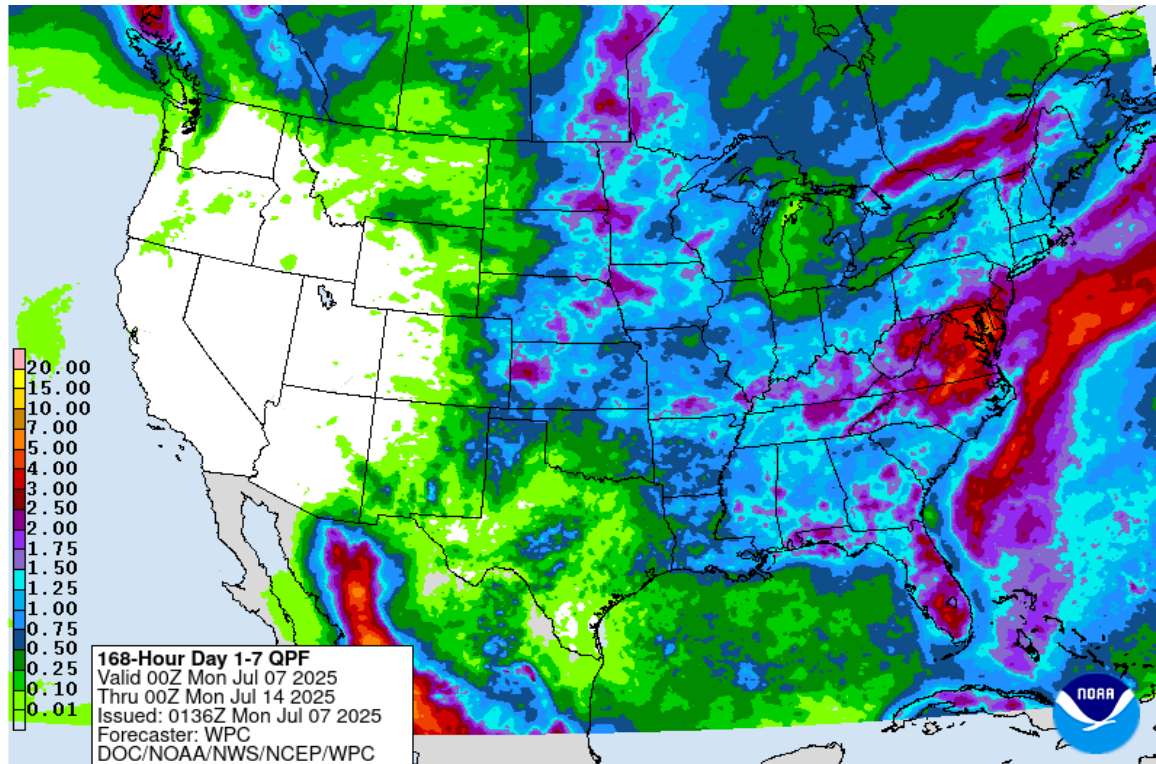 20.00
15.00
10.00
7.00
5.00
4.00
3.00
2.50
2.00
1.75
1.50
1.25
1.00
0.75
0.50
0.25
0.10
0.01
168-Hour Day 1-7 QPF
Valid 00Z Mon Jul 07 2025
Thru 00Z Mon Jul 14 2025
Issued: 0136Z Mon Jul 07 2025
Forecaster: WPC
DOC/NOAA/NWS/NCEP/WPC
NOAA